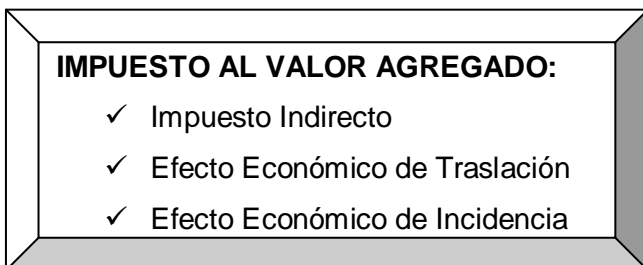 IMPUESTO AL VALOR AGREGADO:
✓ Impuesto Indirecto
✓ Efecto Económico de Traslación
✓ Efecto Económico de Incidencia